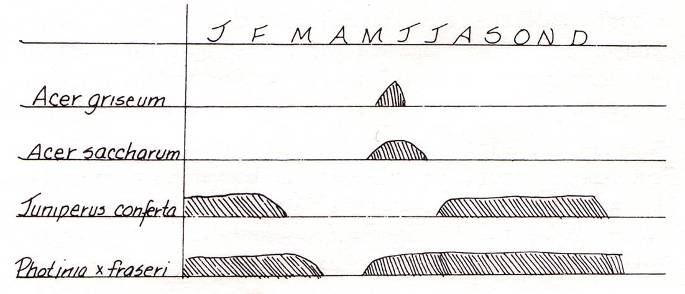 J F M A M J J A S O N D
Acer griseum
Acer saccharum
Juniperus conferta
Photinia x fraseri